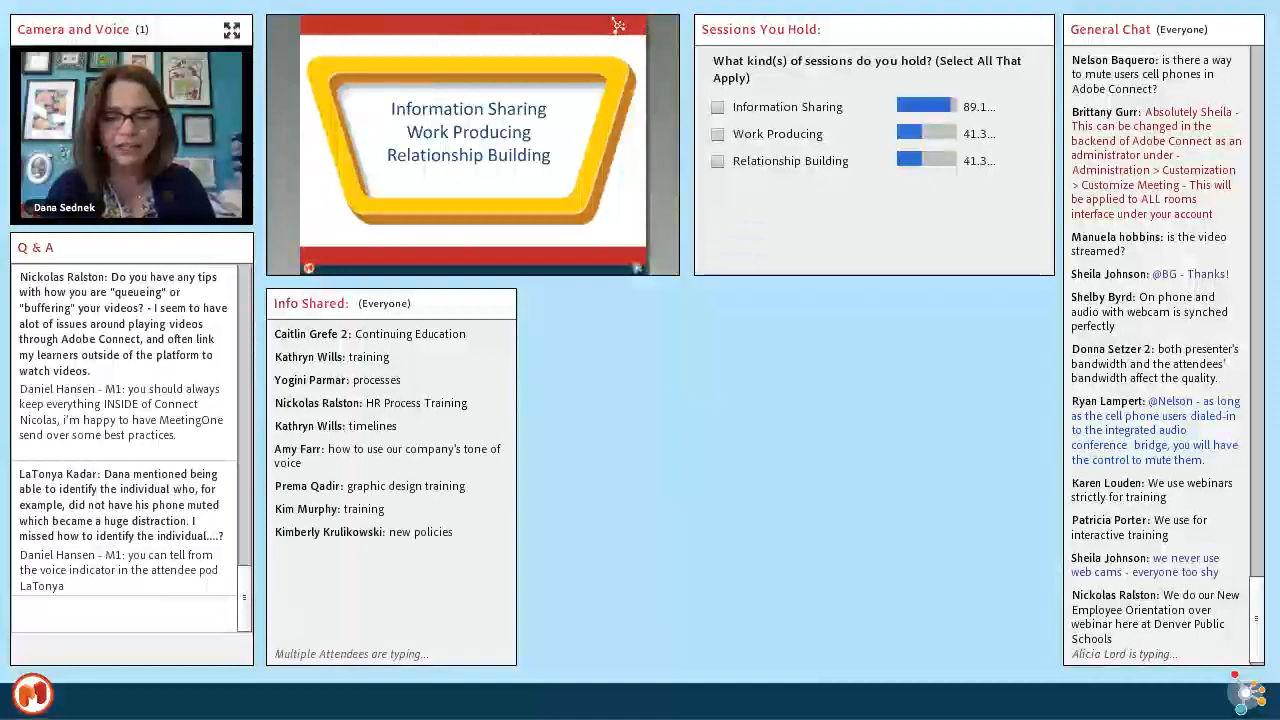 Camera and Voice (1)
Dana Sednek
Q & A
Nickolas Ralston: Do you have any tips
with how you are "queueing" or
"buffering" your videos? - I seem to have
alot of issues around playing videos
through Adobe Connect, and often link
my learners outside of the platform to
watch videos.
Daniel Hansen - M1: you should always
keep everything INSIDE of Connect
Nicolas, i'm happy to have MeetingOne
send over some best practices.
LaTonya Kadar: Dana mentioned being
able to identify the individual who, for
example, did not have his phone muted
which became a huge distraction. I
missed how to identify the individual....?
Daniel Hansen - M1: you can tell from
the voice indicator in the attendee pod
LaTonya
Information Sharing
Work Producing
Relationship Building
Info Shared: (Everyone)
Caitlin Grefe 2: Continuing Education
Kathryn Wills: training
Yogini Parmar: processes
Nickolas Ralston: HR Process Training
Kathryn Wills: timelines
Amy Farr: how to use our company's tone of
voice
Prema Qadir: graphic design training
Kim Murphy: training
Kimberly Krulikowski: new policies
Multiple Attendees are typing...
Sessions You Hold:
What kind(s) of sessions do you hold? (Select All That
Apply)
Information Sharing 89.1...
Work Producing 41.3...
Relationship Building 41.3...
General Chat (Everyone)
Nelson Baquero: is there a way
to mute users cell phones in
Adobe Connect?
Brittany Gurr: Absolutely Sheila -
This can be changed in the
backend of Adobe Connect as an
administrator under -
Administration > Customization
> Customize Meeting - This will
be applied to ALL rooms
interface under your account
Manuela hobbins: is the video
streamed?
Sheila Johnson: @BG - Thanks!
Shelby Byrd: On phone and
audio with webcam is synched
perfectly
Donna Setzer 2: both presenter's
bandwidth and the attendees'
bandwidth affect the quality.
Ryan Lampert: @Nelson - as long
as the cell phone users dialed-in
to the integrated audio
conference bridge, you will have
the control to mute them.
Karen Louden: We use webinars
strictly for training
Patricia Porter: We use for
interactive training
Sheila Johnson: we never use
web cams - everyone too shy
Nickolas Ralston: We do our New
Employee Orientation over
webinar here at Denver Public
Schools
Alicia Lord is typing...